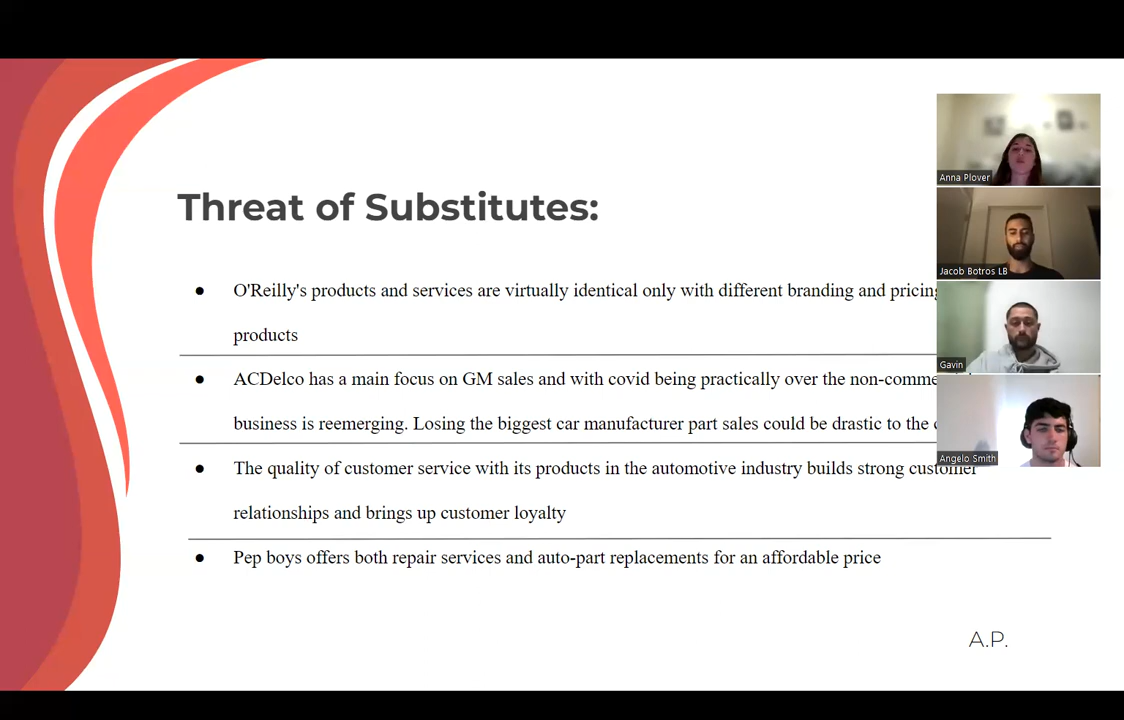 Threat of Substitutes:
● O'Reilly's products and services are virtually identical only with different branding and pricing
products
● ACDelco has a main focus on GM sales and with covid being practically over the
business is reemerging. Losing the biggest car manufacturer part sales could be drastic to the
● The quality of customer service with its products in the automotive industry builds strong customer
relationships and brings up customer loyalty
● Pep boys offers both repair services and auto-part replacements for an affordable price
A.P.
Anna Plover
Jacob Botros LB
Gavin
Angelo Smith